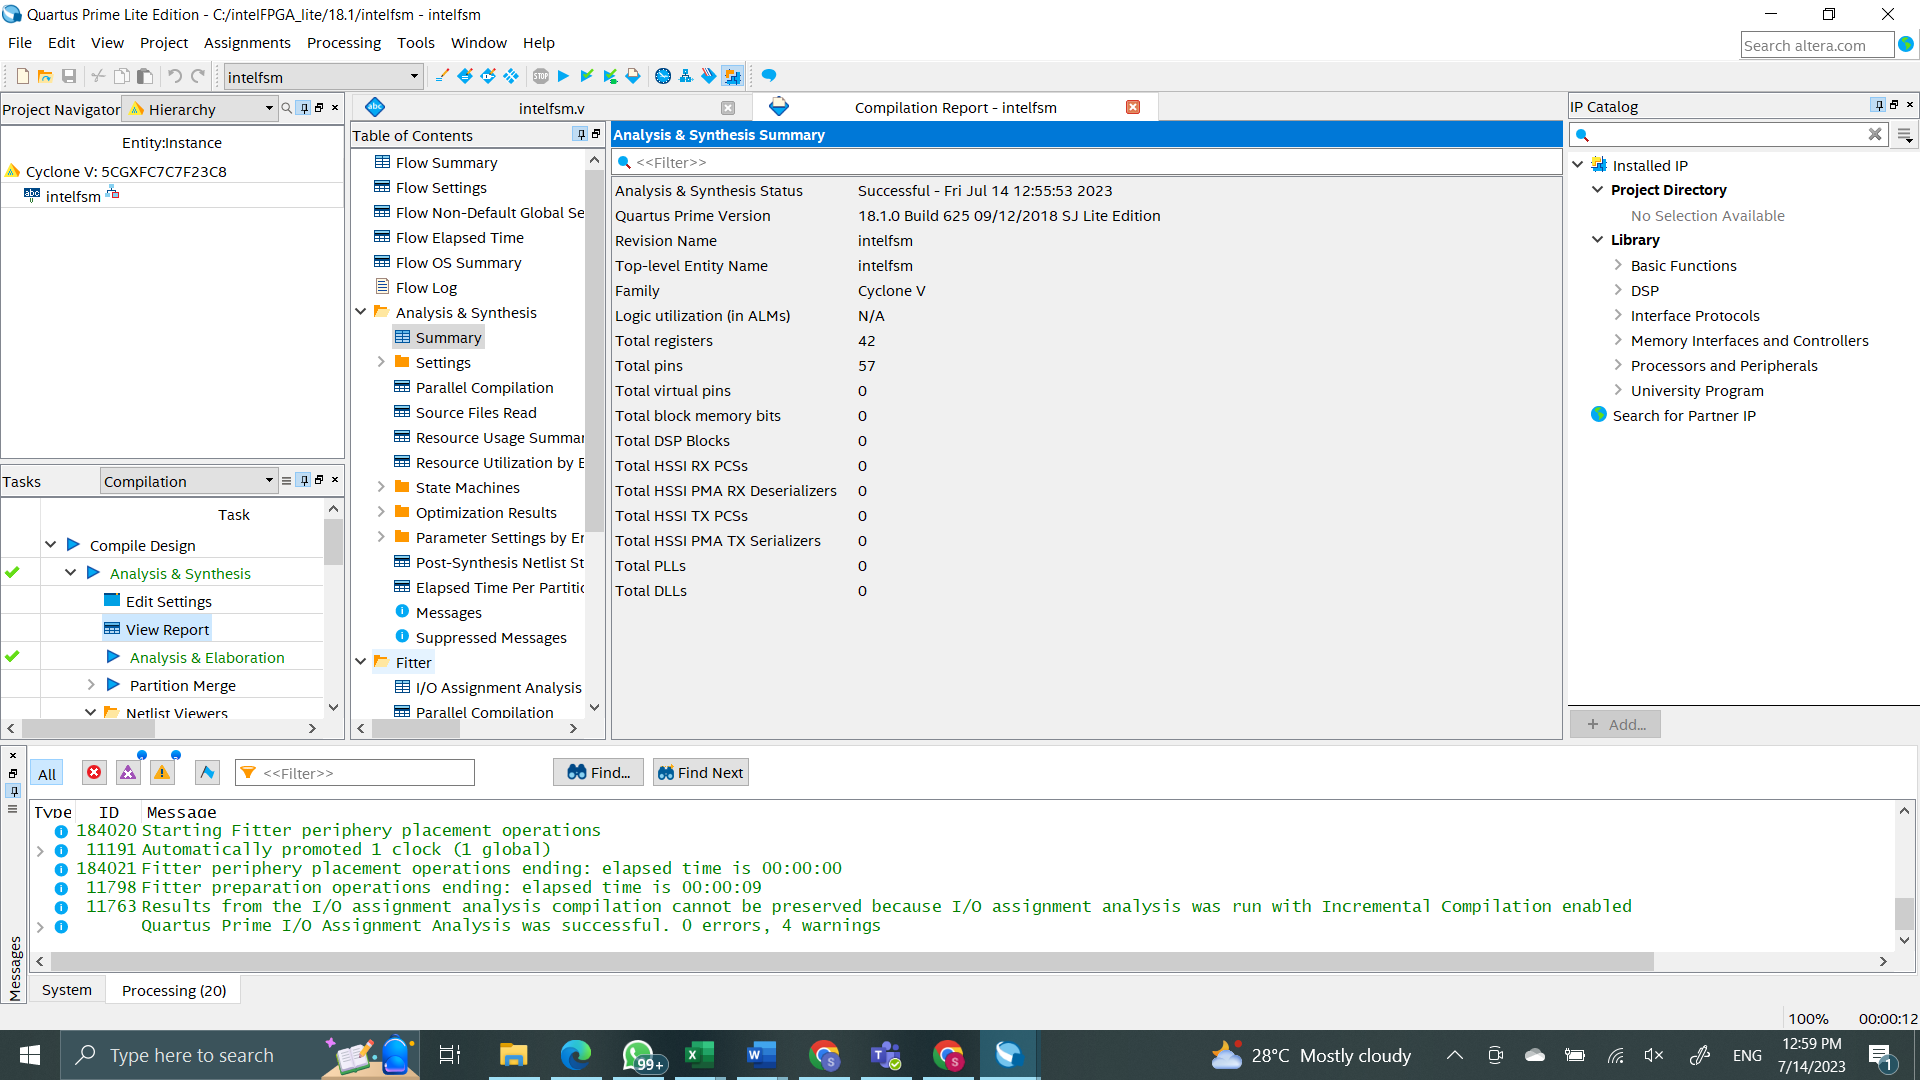 Quartus Prime Lite Edition - C:/intelFPGA_lite/18.1/intelfsm - intelfsm
File Edit View Project Assignments Processing Tools Window Help
Search altera.com
intelfsm
STOP
Project Navigator Hierarchy
Entity:Instance
Cyclone V: 5CGXFC7C7F23C8
abc intelfsm
Tasks Compilation
Task
Compile Design
Analysis & Synthesis
Edit Settings
View Report
Analysis & Elaboration
Partition Merge
Netlist Viewers
abc intelfsm.v
Compilation Report - intelfsm
Table of Contents
Flow Summary
Flow Settings
Flow Non-Default Global Se
Flow Elapsed Time
Flow OS Summary
Flow Log
Analysis & Synthesis
Summary
Settings
Parallel Compilation
Source Files Read
Resource Usage Summar
Resource Utilization by E
State Machines
Optimization Results
Parameter Settings by Er
Post-Synthesis Netlist St
Elapsed Time Per Partitic
Messages
Suppressed Messages
Fitter
I/O Assignment Analysis
Parallel Compilation
Analysis & Synthesis Summary
<<Filter>>
Analysis & Synthesis Status Successful - Fri Jul 14 12:55:53 2023
Quartus Prime Version 18.1.0 Build 625 09/12/2018 SJ Lite Edition
Revision Name intelfsm
Top-level Entity Name intelfsm
Family Cyclone V
Logic utilization (in ALMs) N/A
Total registers 42
Total pins 57
Total virtual pins 0
Total block memory bits 0
Total DSP Blocks 0
Total HSSI RX PCSs 0
Total HSSI PMA RX Deserializers 0
Total HSSI TX PCSs 0
Total HSSI PMA TX Serializers 0
Total PLLs 0
Total DLLs 0
IP Catalog
Installed IP
Project Directory
No Selection Available
Library
Basic Functions
DSP
Interface Protocols
Memory Interfaces and Controllers
Processors and Peripherals
University Program
Search for Partner IP
+ Add...
All <<Filter>> Find... Find Next
Type ID Message
184020 Starting Fitter periphery placement operations
11191 Automatically promoted 1 clock (1 global)
184021 Fitter periphery placement operations ending: elapsed time is 00:00:00
11798 Fitter preparation operations ending: elapsed time is 00:00:09
11763 Results from the I/O assignment analysis compilation cannot be preserved because I/O assignment analysis was run with Incremental Compilation enabled
Quartus Prime I/O Assignment Analysis was successful. 0 errors, 4 warnings
Messages
System Processing (20)
100% 00:00:12
Type here to search
99+
28°C Mostly cloudy
ENG
12:59 PM
7/14/2023
1